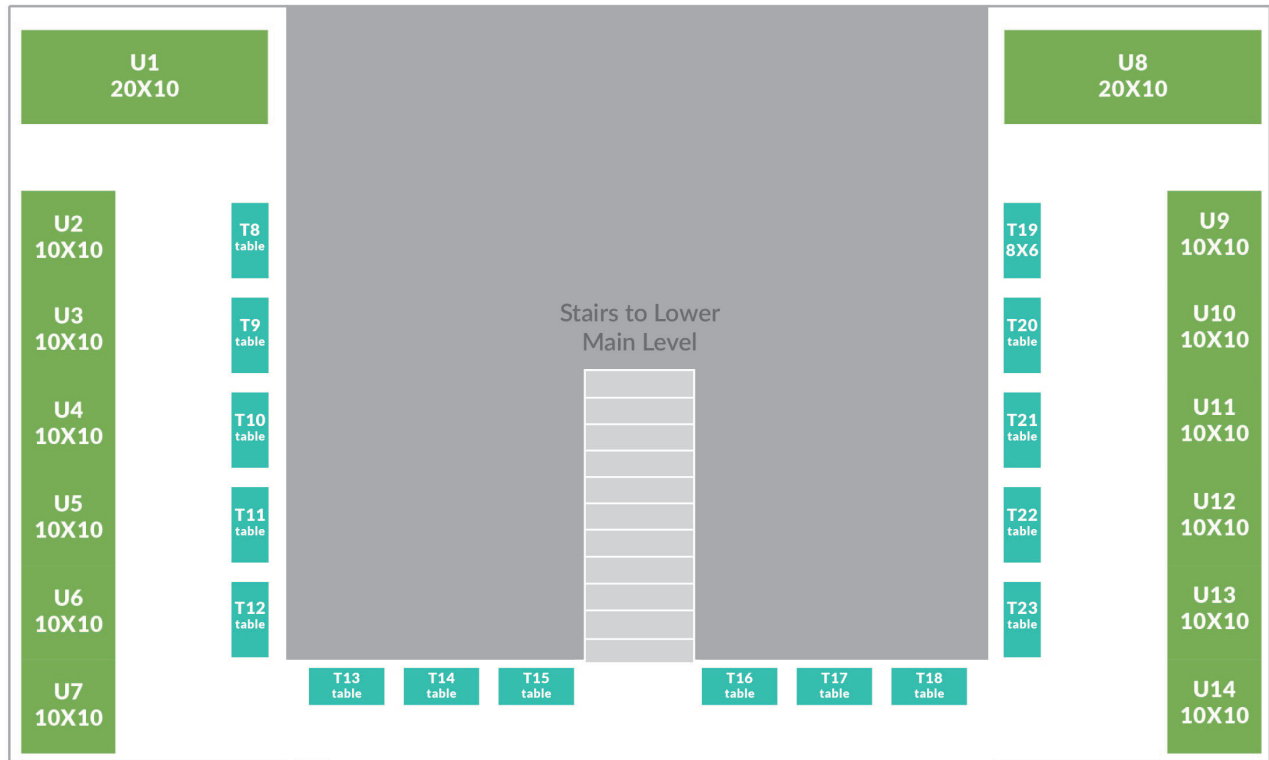 U1
20X10
U8
20X10
U2
10X10
T8
table
T19
8X6
U9
10X10
U3
10X10
T9
table
Stairs to Lower
Main Level
T20
table
U10
10X10
U4
10X10
T10
table
T21
table
U11
10X10
U5
10X10
T11
table
T22
table
U12
10X10
U6
10X10
T12
table
T23
table
U13
10X10
U7
10X10
T13
table
T14
table
T15
table
T16
table
T17
table
T18
table
U14
10X10